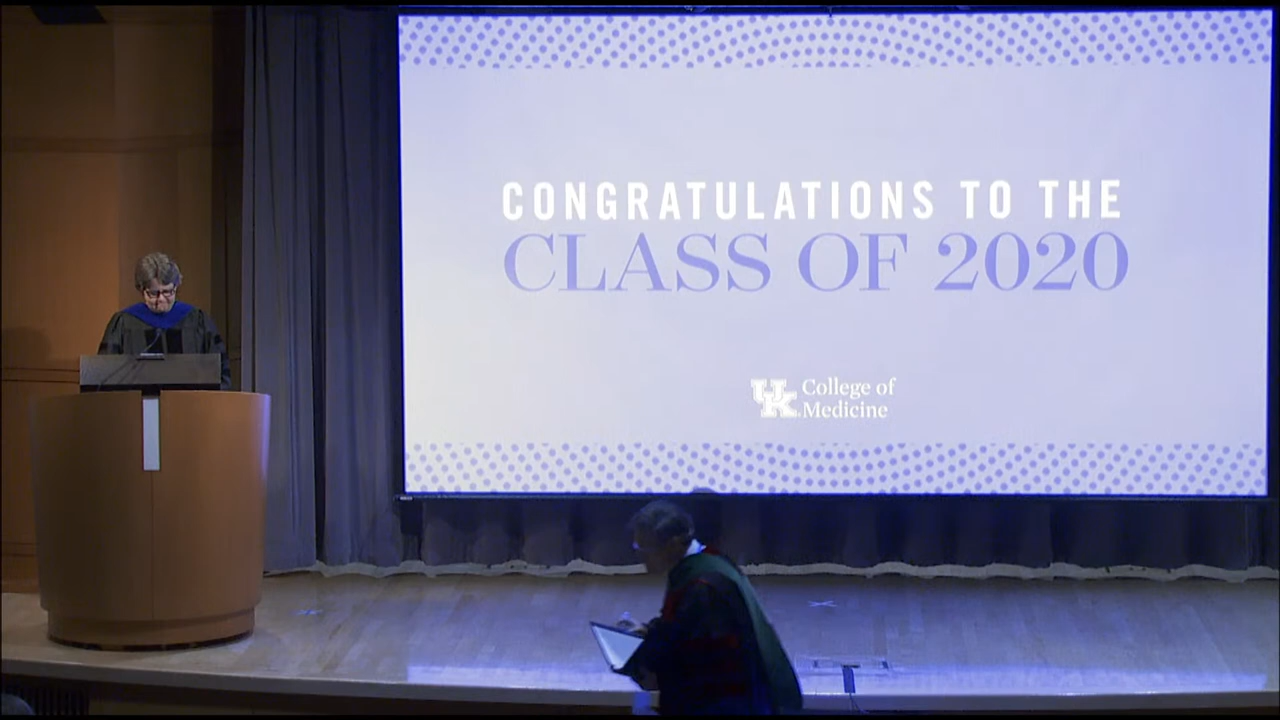 CONGRATULATIONS TO THE
CLASS OF 2020
UK College of
Medicine